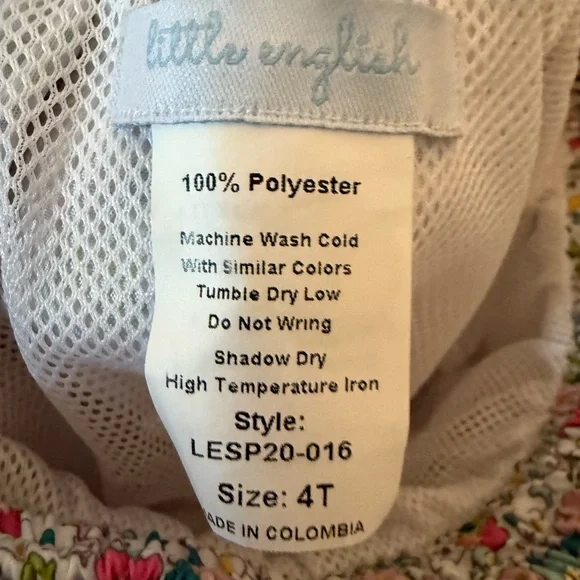 little english
100% Polyester
Machine Wash Cold
With Similar Colors
Tumble Dry Low
Do Not Wring
Shadow Dry
High Temperature Iron
Style:
LESP20-016
Size: 4T
MADE IN COLOMBIA